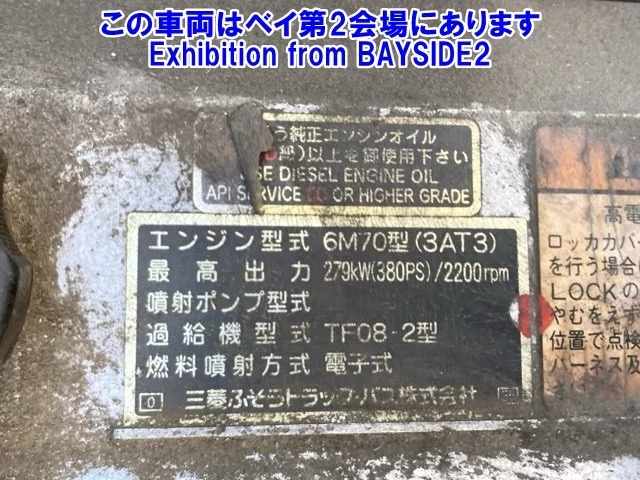 この車両はベイ第2会場にあります
Exhibition from BAYSIDE2
う純正エンジンオイル
級)以上を御使用下さい
USE DIESEL ENGINE OIL
API SERVICE CD OR HIGHER GRADE
エンジン型式 6M70型(3AT3)
最高出力 279kW(380PS)/2200rpm
噴射ポンプ型式
過給機型式 TF08-2型
燃料噴射方式 電子式
0 三菱ふそうトラック・バス株式会社
高電
ロッカカバ
を行う場合
LOCKの
やむをえず
位置で点検
ハーネス及
さい